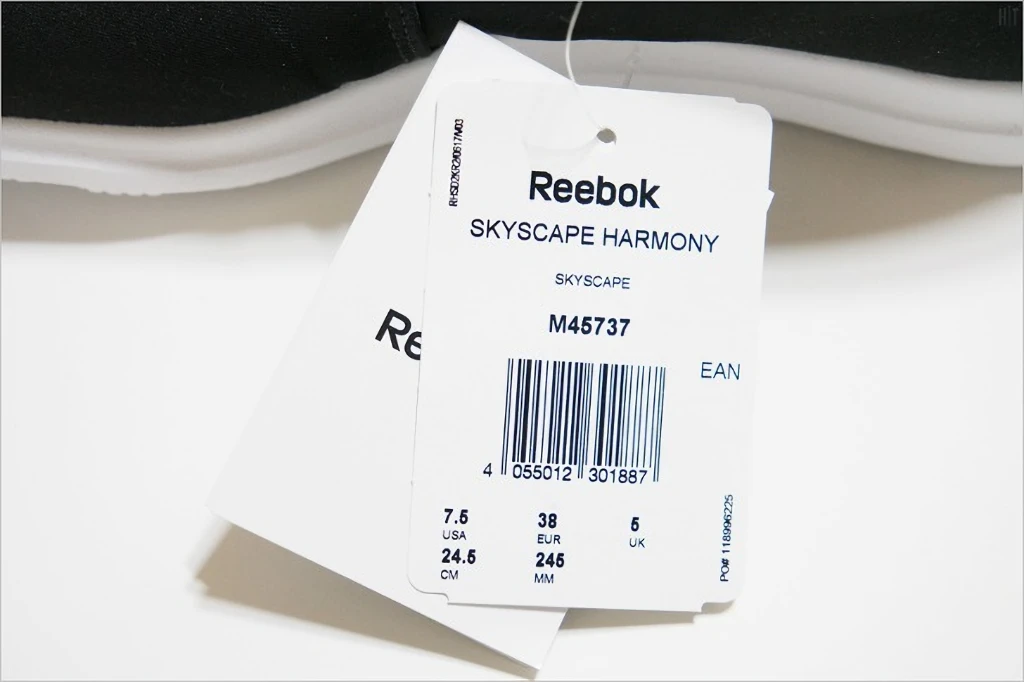 HIT
Reebok
SKYSCAPE HARMONY
SKYSCAPE
M45737
EAN
4 055012 301887
7.5 38 5
USA EUR UK
24.5 245
CM MM
PO# 118996225
Re